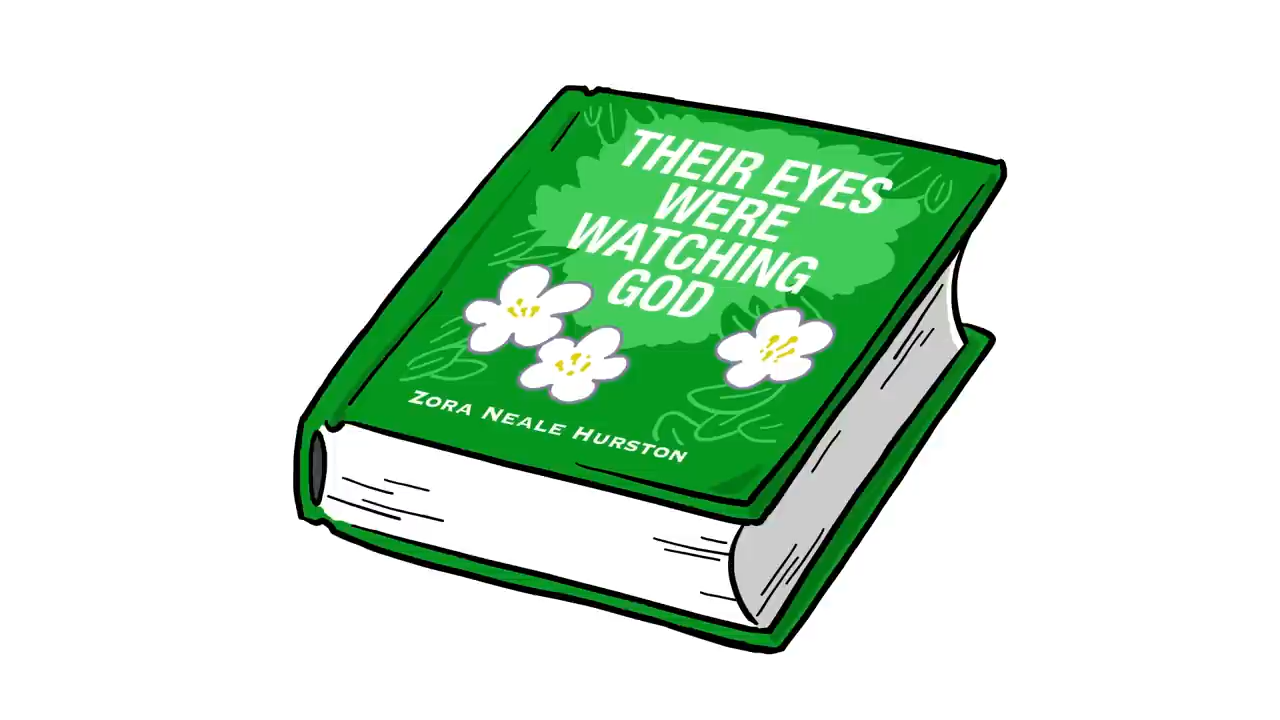 THEIR EYES
WERE
WATCHING
GOD
ZORA NEALE HURSTON